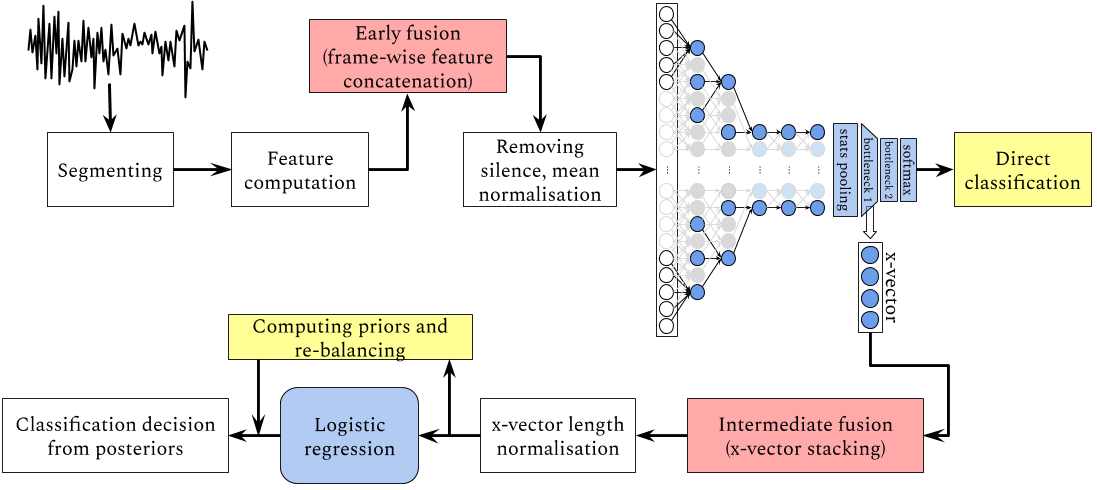 Early fusion
(frame-wise feature
concatenation)
Segmenting
Feature
computation
Removing
silence, mean
normalisation
...
...
...
...
...
...
stats pooling
bottleneck 1
bottleneck 2
softmax
Direct
classification
x-vector
Computing priors and
re-balancing
Classification decision
from posteriors
Logistic
regression
x-vector length
normalisation
Intermediate fusion
(x-vector stacking)